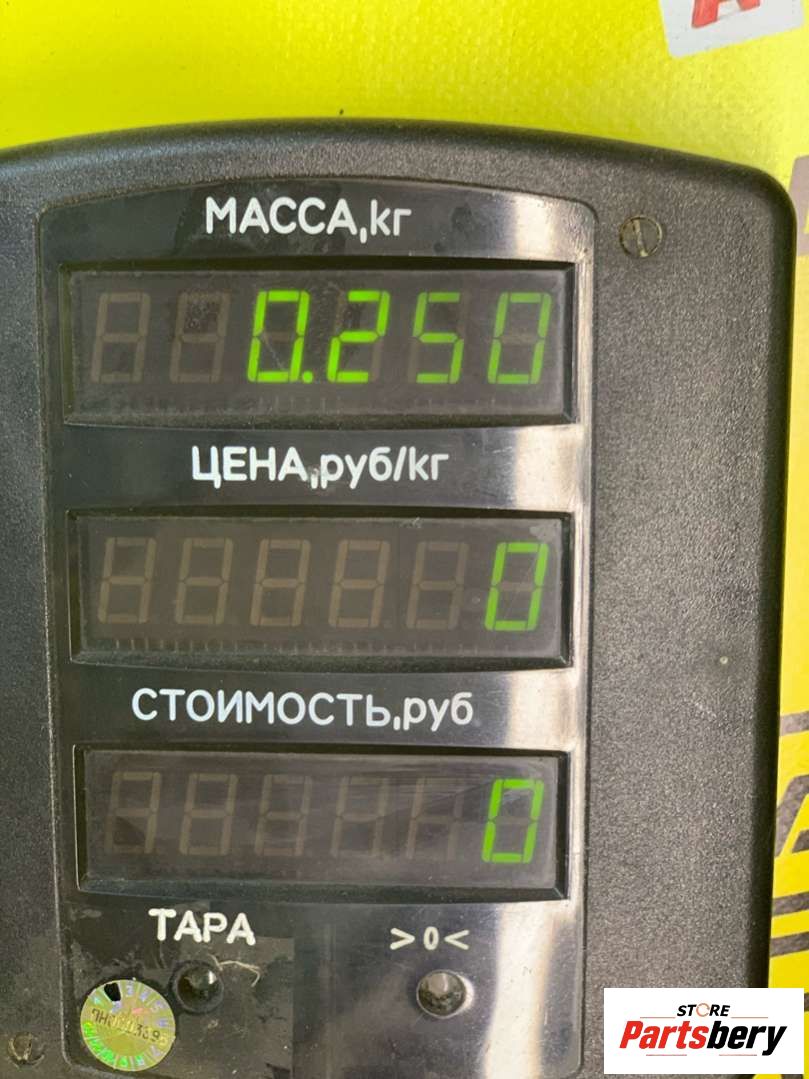 МАССА,кг
0.250
ЦЕНА,руб/кг
0
СТОИМОСТЬ,руб
0
ТАРА
>0<
STORE
Partsbery